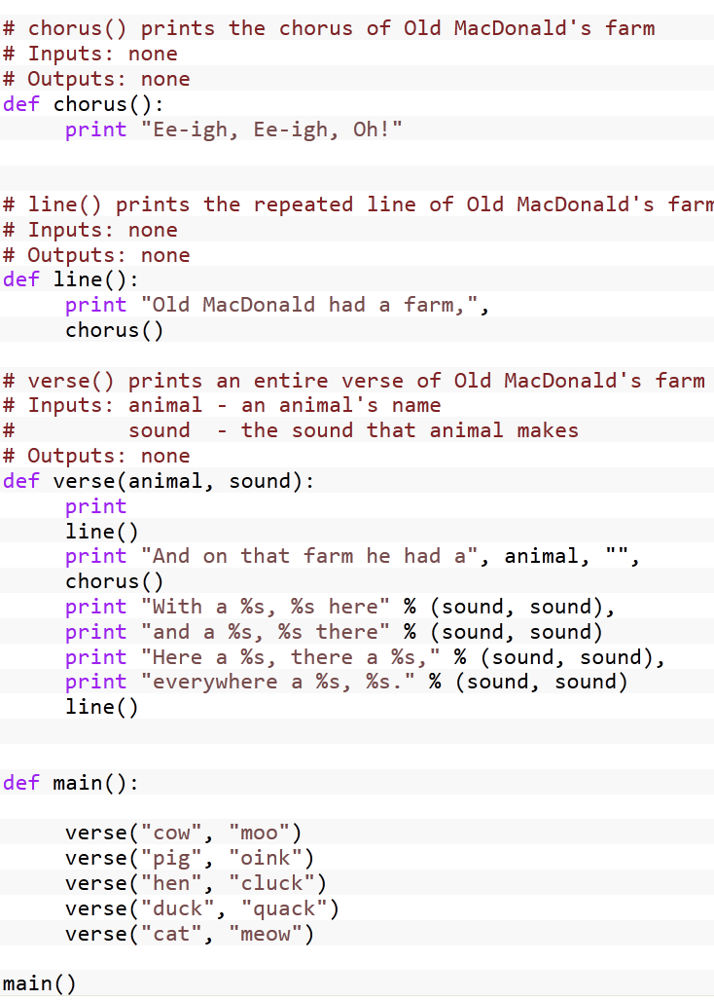 # chorus() prints the chorus of Old MacDonald's farm
# Inputs: none
# Outputs: none
def chorus():
     print "Ee-igh, Ee-igh, Oh!"
# line() prints the repeated line of Old MacDonald's farm
# Inputs: none
# Outputs: none
def line():
     print "Old MacDonald had a farm,",
     chorus()
# verse() prints an entire verse of Old MacDonald's farm
# Inputs: animal - an animal's name
#         sound  - the sound that animal makes
# Outputs: none
def verse(animal, sound):
     print
     line()
     print "And on that farm he had a", animal, "",
     chorus()
     print "With a %s, %s here" % (sound, sound),
     print "and a %s, %s there" % (sound, sound)
     print "Here a %s, there a %s," % (sound, sound),
     print "everywhere a %s, %s." % (sound, sound)
     line()
def main():
     verse("cow", "moo")
     verse("pig", "oink")
     verse("hen", "cluck")
     verse("duck", "quack")
     verse("cat", "meow")
main()